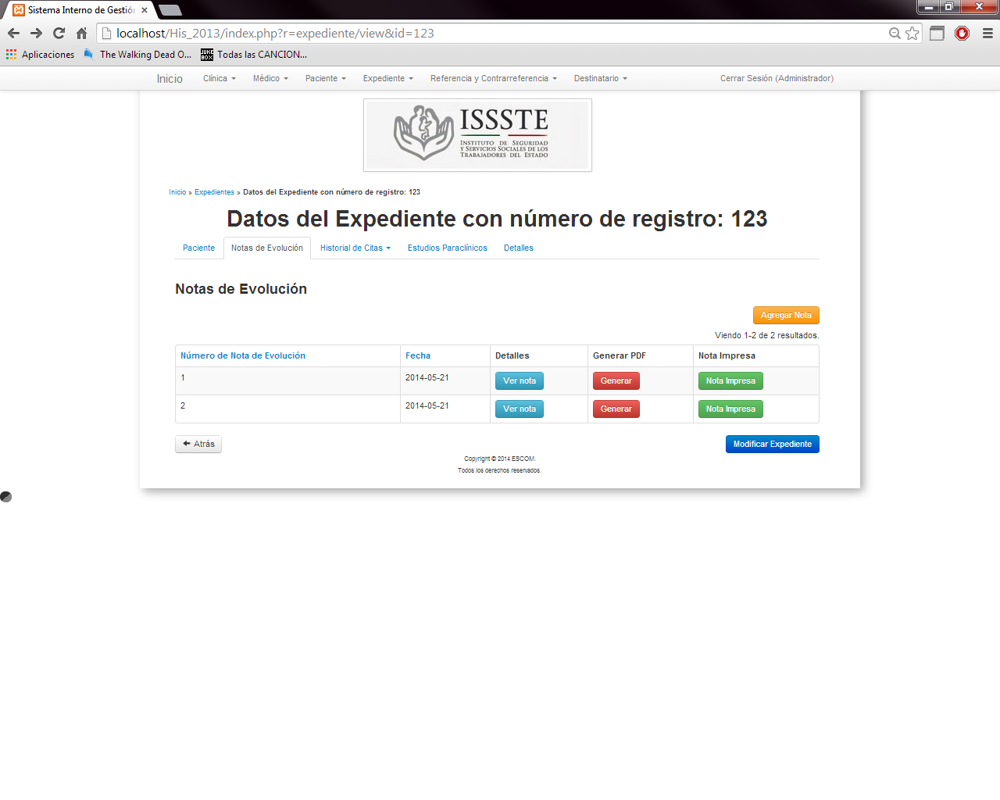 Sistema Interno de Gestión
localhost/His_2013/index.php?r=expediente/view&id=123
Aplicaciones The Walking Dead O... JUKE BOX Todas las CANCION...
Inicio Clínica Médico Paciente Expediente Referencia y Contrarreferencia Destinatario Cerrar Sesión (Administrador)
ISSSTE
INSTITUTO DE SEGURIDAD
Y SERVICIOS SOCIALES DE LOS
TRABAJADORES DEL ESTADO
Inicio » Expedientes » Datos del Expediente con número de registro: 123
Datos del Expediente con número de registro: 123
Paciente Notas de Evolución Historial de Citas Estudios Paraclínicos Detalles
Notas de Evolución
Agregar Nota
Viendo 1-2 de 2 resultados.
Número de Nota de Evolución Fecha Detalles Generar PDF Nota Impresa
1 2014-05-21 Ver nota Generar Nota Impresa
2 2014-05-21 Ver nota Generar Nota Impresa
Atrás Modificar Expediente
Copyright © 2014 ESCOM.
Todos los derechos reservados.